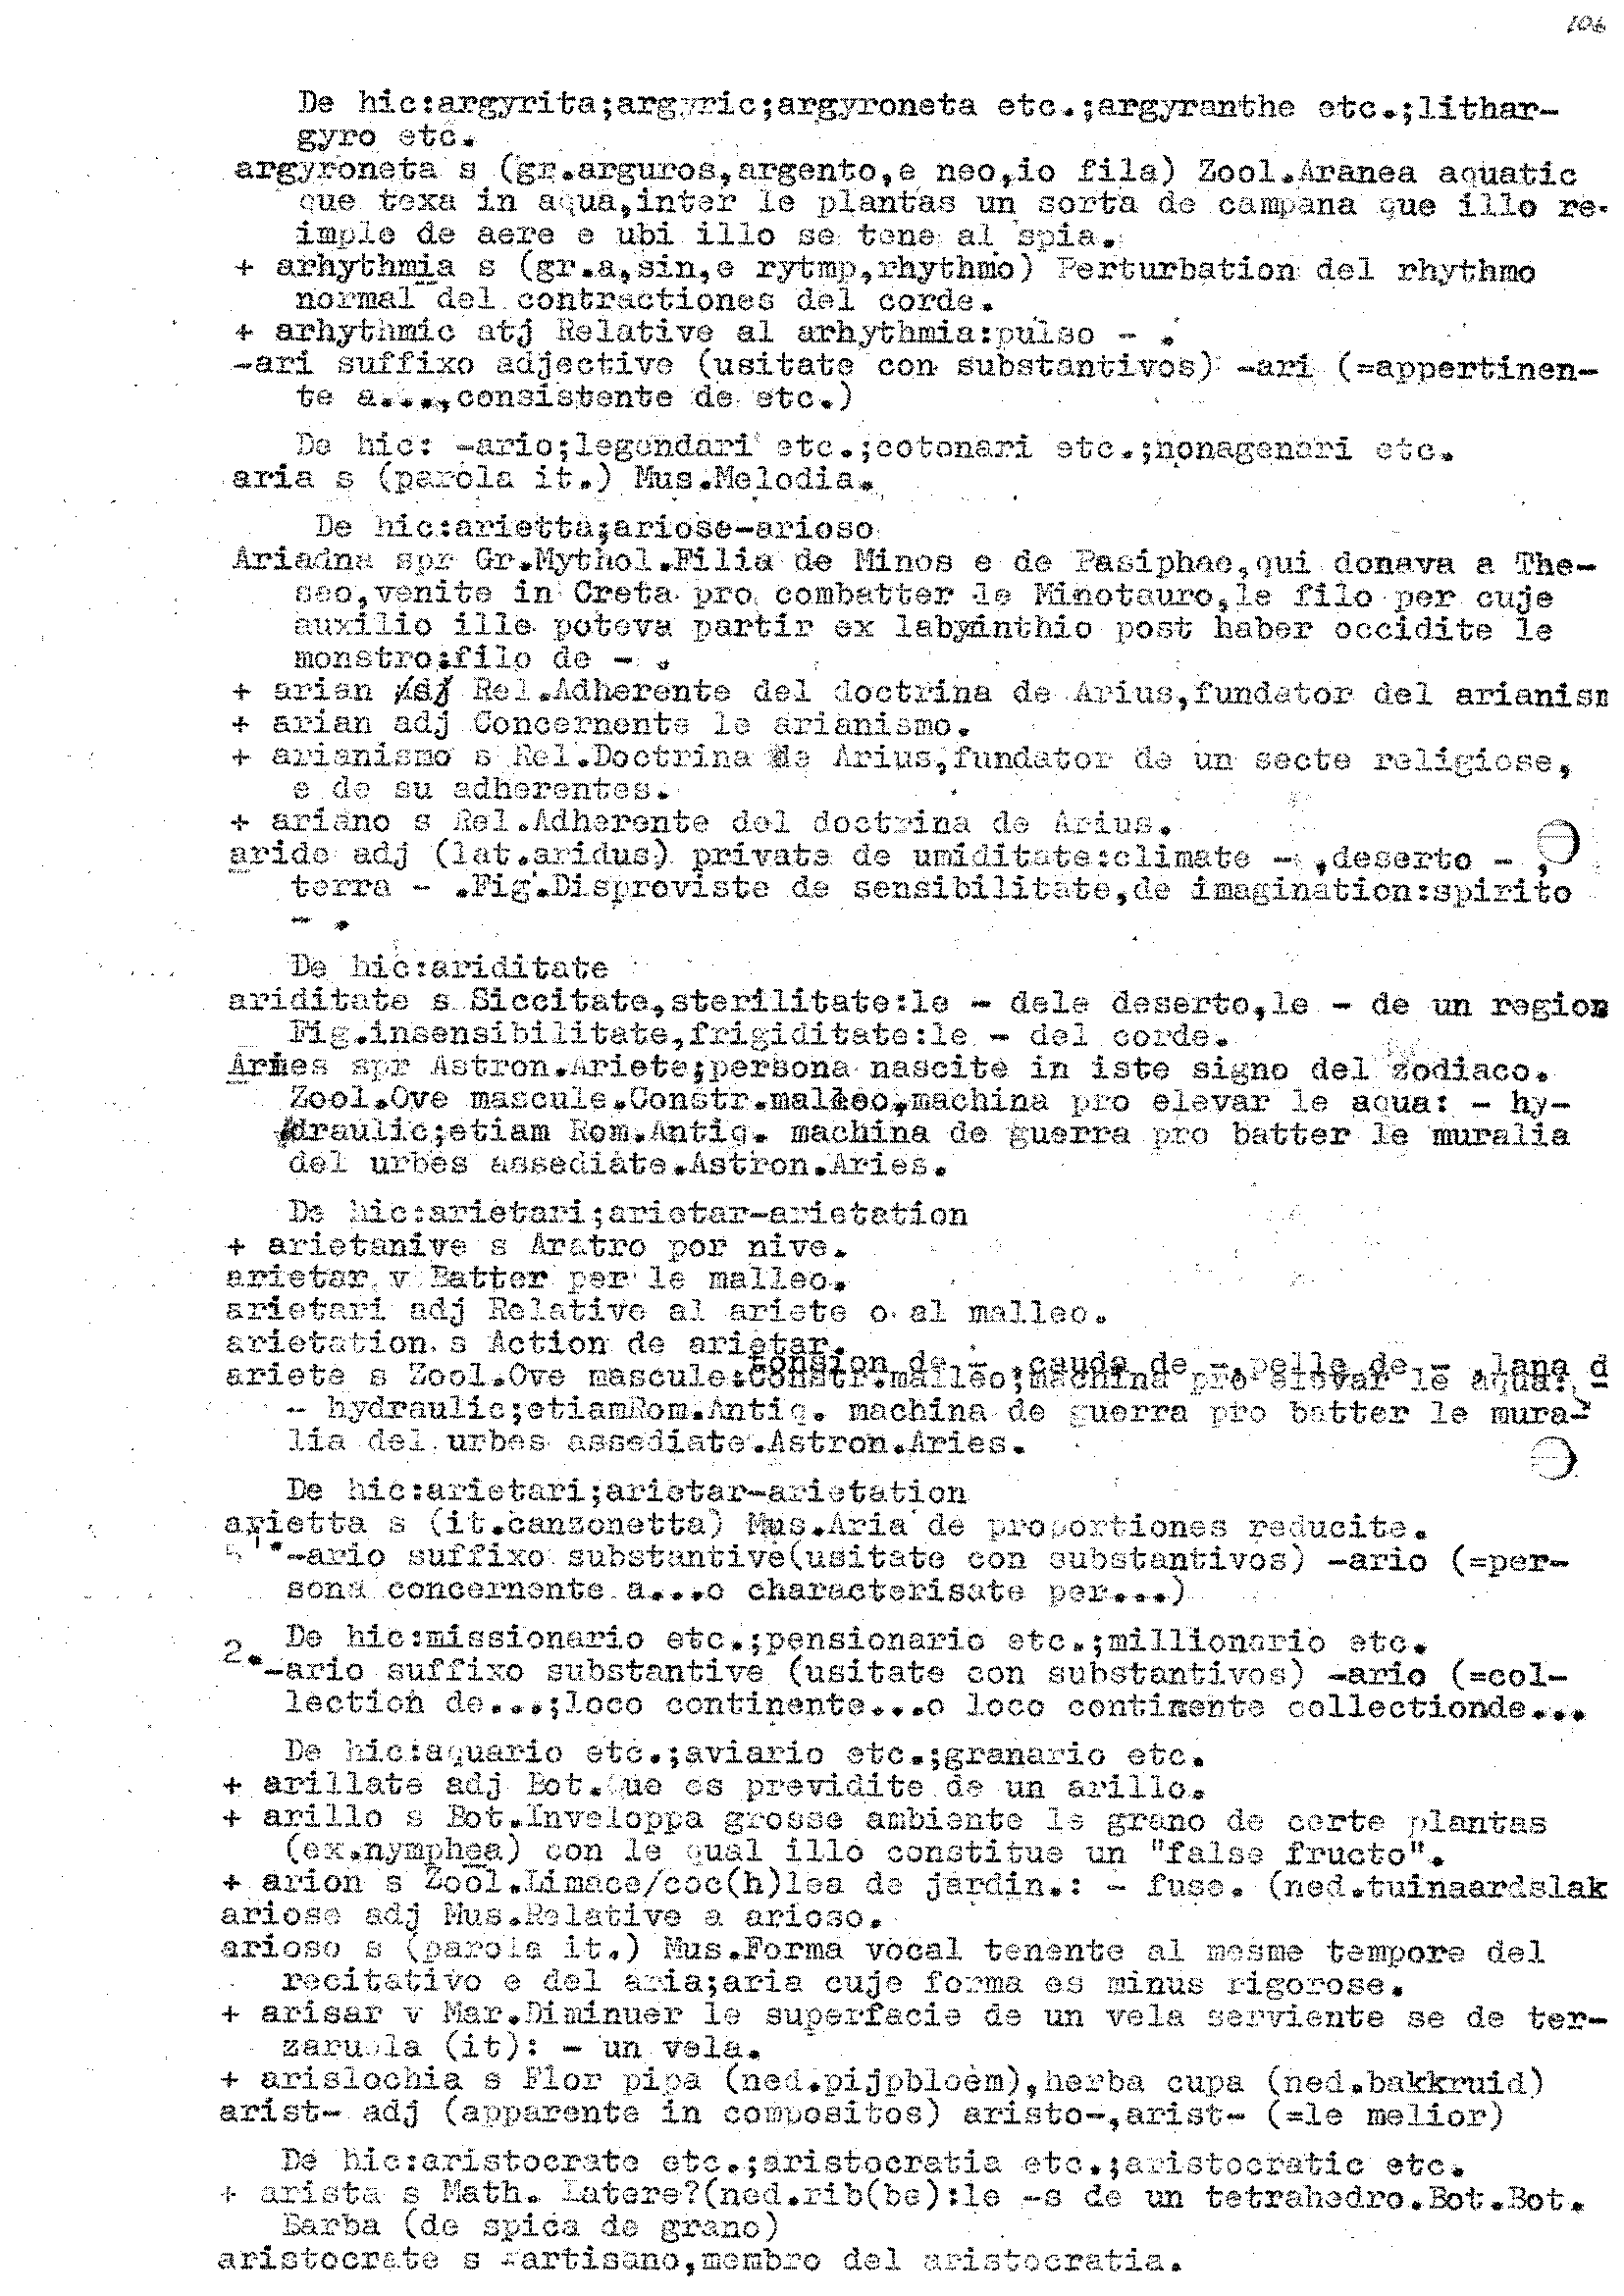 106
De hic:argyrita;argyric;argyroneta etc.;argyranthe etc.;lithar-
gyro etc.
argyroneta s (gr.arguros,argento,e neo,io fila) Zool.Aranea aquatic
que texa in aqua,inter le plantas un sorta de campana que illo re-
imple de aere e ubi illo se tene al spia.
+ arhythmia s (gr.a,sin,e rytmp,rhythmo) Perturbation del rhythmo
normal del contractiones del corde.
+ arhythmic atj Relative al arhythmia:pulso - .
-ari suffixo adjective (usitate con substantivos) -ari (=appertinen-
te a...,consistente de etc.)
De hic: -ario;legendari etc.;cotonari etc.;nonagenari etc.
aria s (parola it.) Mus.Melodia.
De hic:arietta;ariose-arioso
Ariadna spr Gr.Mythol.Filia de Minos e de Pasiphae,qui donava a The-
seo,venite in Creta pro combatter le Minotauro,le filo per cuje
auxilio ille poteva partir ex labyrinthio post haber occidite le
monstro:filo de - .
+ arian Rel.Adherente del doctrina de Arius,fundator del arianism
+ arian adj Concernente le arianismo.
+ arianismo s Rel.Doctrina de Arius,fundator de un secte religiose,
e de su adherentes.
+ ariano s Rel.Adherente del doctrina de Arius.
aride adj (lat.aridus) private de umiditate:climate - ,deserto - ,
terra - .Fig.Disproviste de sensibilitate,de imagination:spirito
- .
De hic:ariditate
ariditate s Siccitate,sterilitate:le - dele deserto,le - de un region
Fig.insensibilitate,frigiditate:le - del corde.
Aries spr Astron.Ariete;persona nascite in iste signo del zodiaco.
Zool.Ove mascule.Constr.malleo,machina pro elevar le aqua: - hy-
draulic;etiam Rom.Antiq. machina de guerra pro batter le muralia
del urbes assediate.Astron.Aries.
De hic:arietari;arietar-arietation
+ arietanive s Aratro por nive.
arietar v Batter per le malleo.
arietari adj Relative al ariete o al malleo.
arietation s Action de arietar.
tonsion de - , cauda de -,pelle de - ,lana d
ariete s Zool.Ove mascule:Constr.malleo;machina pro elevar le aqua: -
- hydraulic;etiamRom.Antiq. machina de guerra pro batter le mura-
lia del urbes assediate.Astron.Aries.
De hic:arietari;arietar-arietation
arietta s (it.canzonetta) Mus.Aria de proportiones reducite.
-ario suffixo substantive(usitate con substantivos) -ario (=per-
sona concernente a...o characterisate per...)
De hic:missionario etc.;pensionario etc.;millionario etc.
2.-ario suffixo substantive (usitate con substantivos) -ario (=col-
lection de...;loco continente...o loco continente collectionde...
De hic:aquario etc.;aviario etc.;granario etc.
+ arillate adj Bot.Que es previdite de un arillo.
+ arillo s Bot.Inveloppa grosse ambiente le grano de certe plantas
(ex.nymphea) con le qual illo constitue un "false fructo".
+ arion s Zool.Limace/coc(h)lea de jardin.: - fusc. (ned.tuinaardslak
ariose adj Mus.Relative a arioso.
arioso s (parola it.) Mus.Forma vocal tenente al mesme tempore del
recitativo e del aria;aria cuje forma es minus rigorose.
+ arisar v Mar.Diminuer le superfacie de un vela serviente se de ter-
zaruola (it): - un vela.
+ arislochia s Flor pipa (ned.pijpbloem),herba cupa (ned.bakkruid)
arist- adj (apparente in compositos) aristo-,arist- (=le melior)
De hic:aristocrate etc.;aristocratia etc.;aristocratic etc.
+ arista s Math. Latere?(ned.rib(be):le -s de un tetrahedro.Bot.Bot.
Barba (de spica de grano)
aristocrate s artisano,membro del aristocratia.